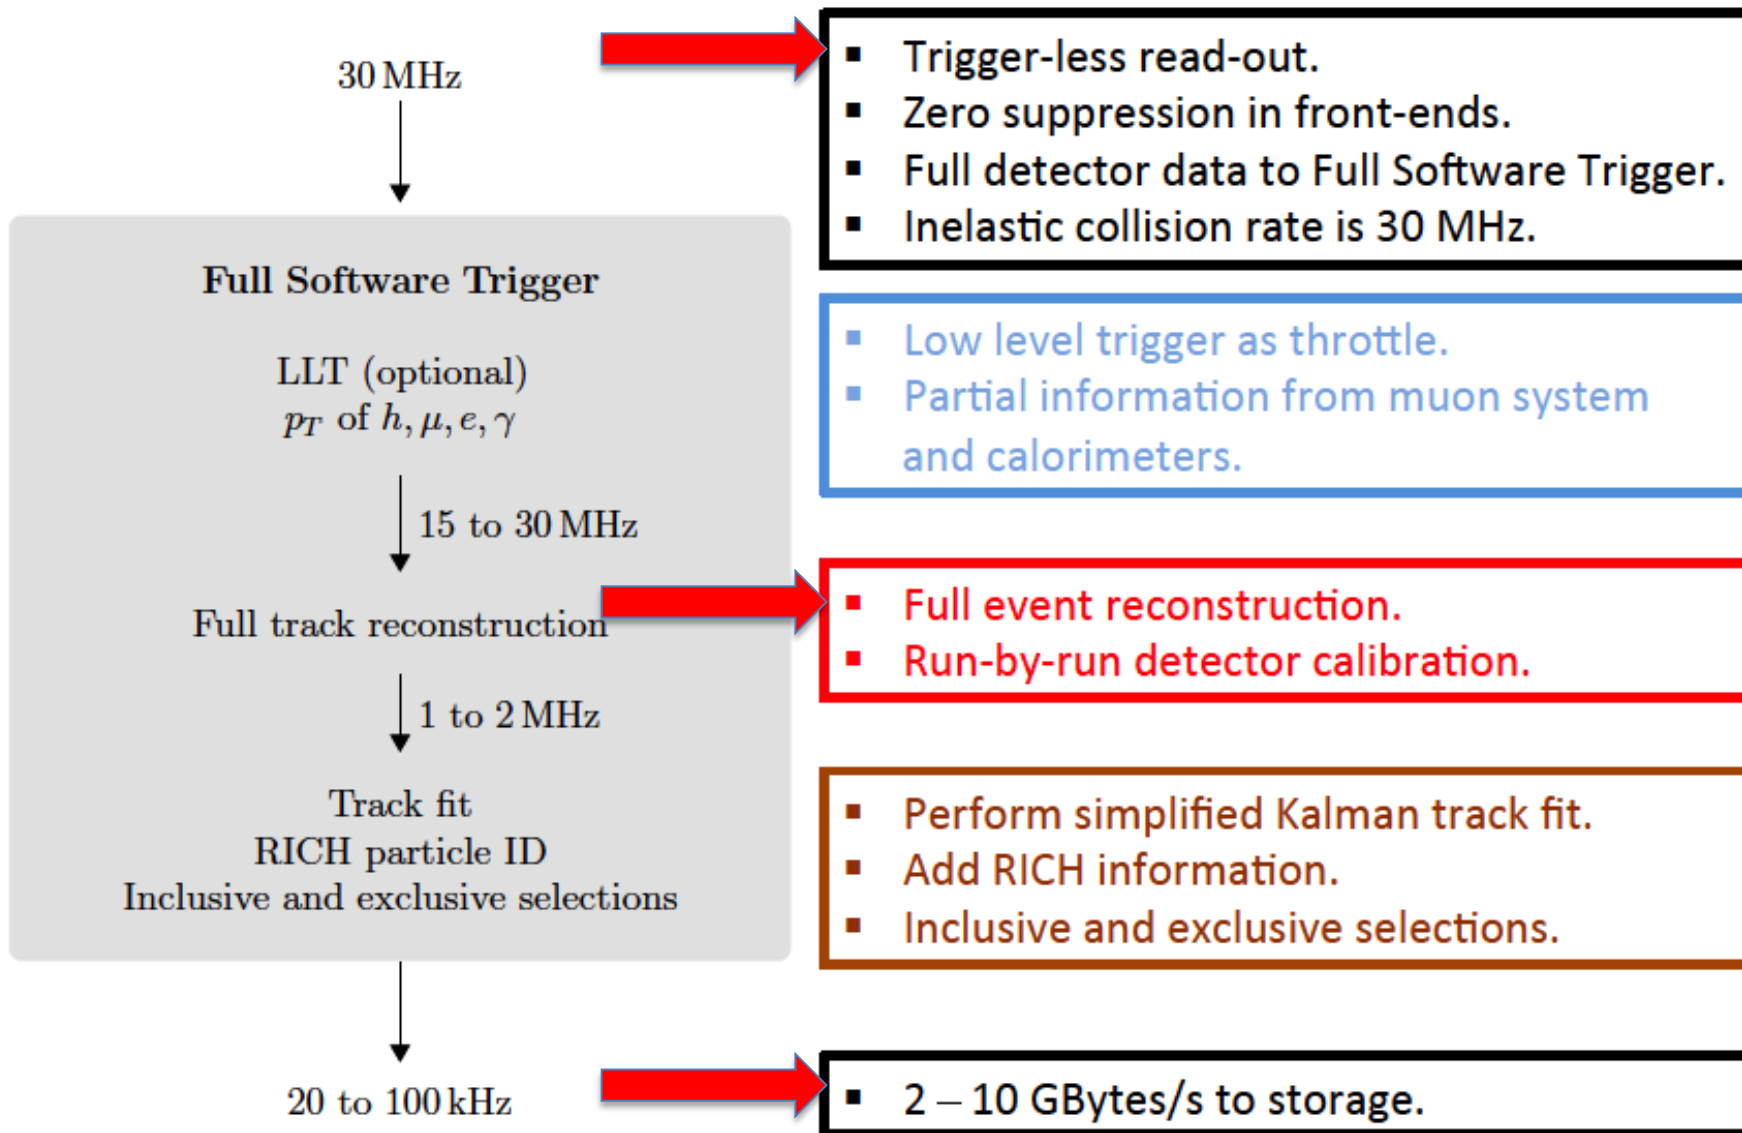 30 MHz
Full Software Trigger
LLT (optional)
pT of h, μ, e, γ
15 to 30 MHz
Full track reconstruction
1 to 2 MHz
Track fit
RICH particle ID
Inclusive and exclusive selections
20 to 100 kHz
▪ Trigger-less read-out.
▪ Zero suppression in front-ends.
▪ Full detector data to Full Software Trigger.
▪ Inelastic collision rate is 30 MHz.
▪ Low level trigger as throttle.
▪ Partial information from muon system
and calorimeters.
▪ Full event reconstruction.
▪ Run-by-run detector calibration.
▪ Perform simplified Kalman track fit.
▪ Add RICH information.
▪ Inclusive and exclusive selections.
▪ 2 – 10 GBytes/s to storage.